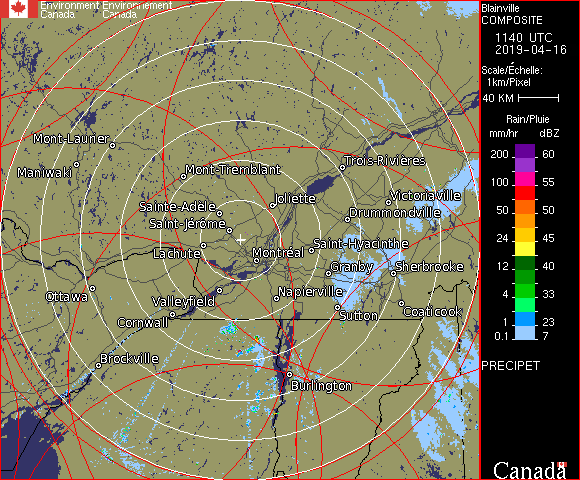 Environment Environnement
Canada Canada
Blainville
COMPOSITE
1140 UTC
2019-04-16
Scale/Échelle:
1km/Pixel
40 KM
Rain/Pluie
mm/hr dBZ
200 60
100 55
50 50
24 45
12 40
4 33
1 23
0.1 7
PRECIPET
Canada
Mont-Laurier
Maniwaki
Mont-Tremblant
Trois-Rivières
Joliette
Victoriaville
Sainte-Adèle
Drummondville
Saint-Jérôme
Saint-Hyacinthe
Lachute
Montréal
Granby
Sherbrooke
Ottawa
Valleyfield
Napierville
Cornwall
Sutton
Coaticook
Brockville
Burlington